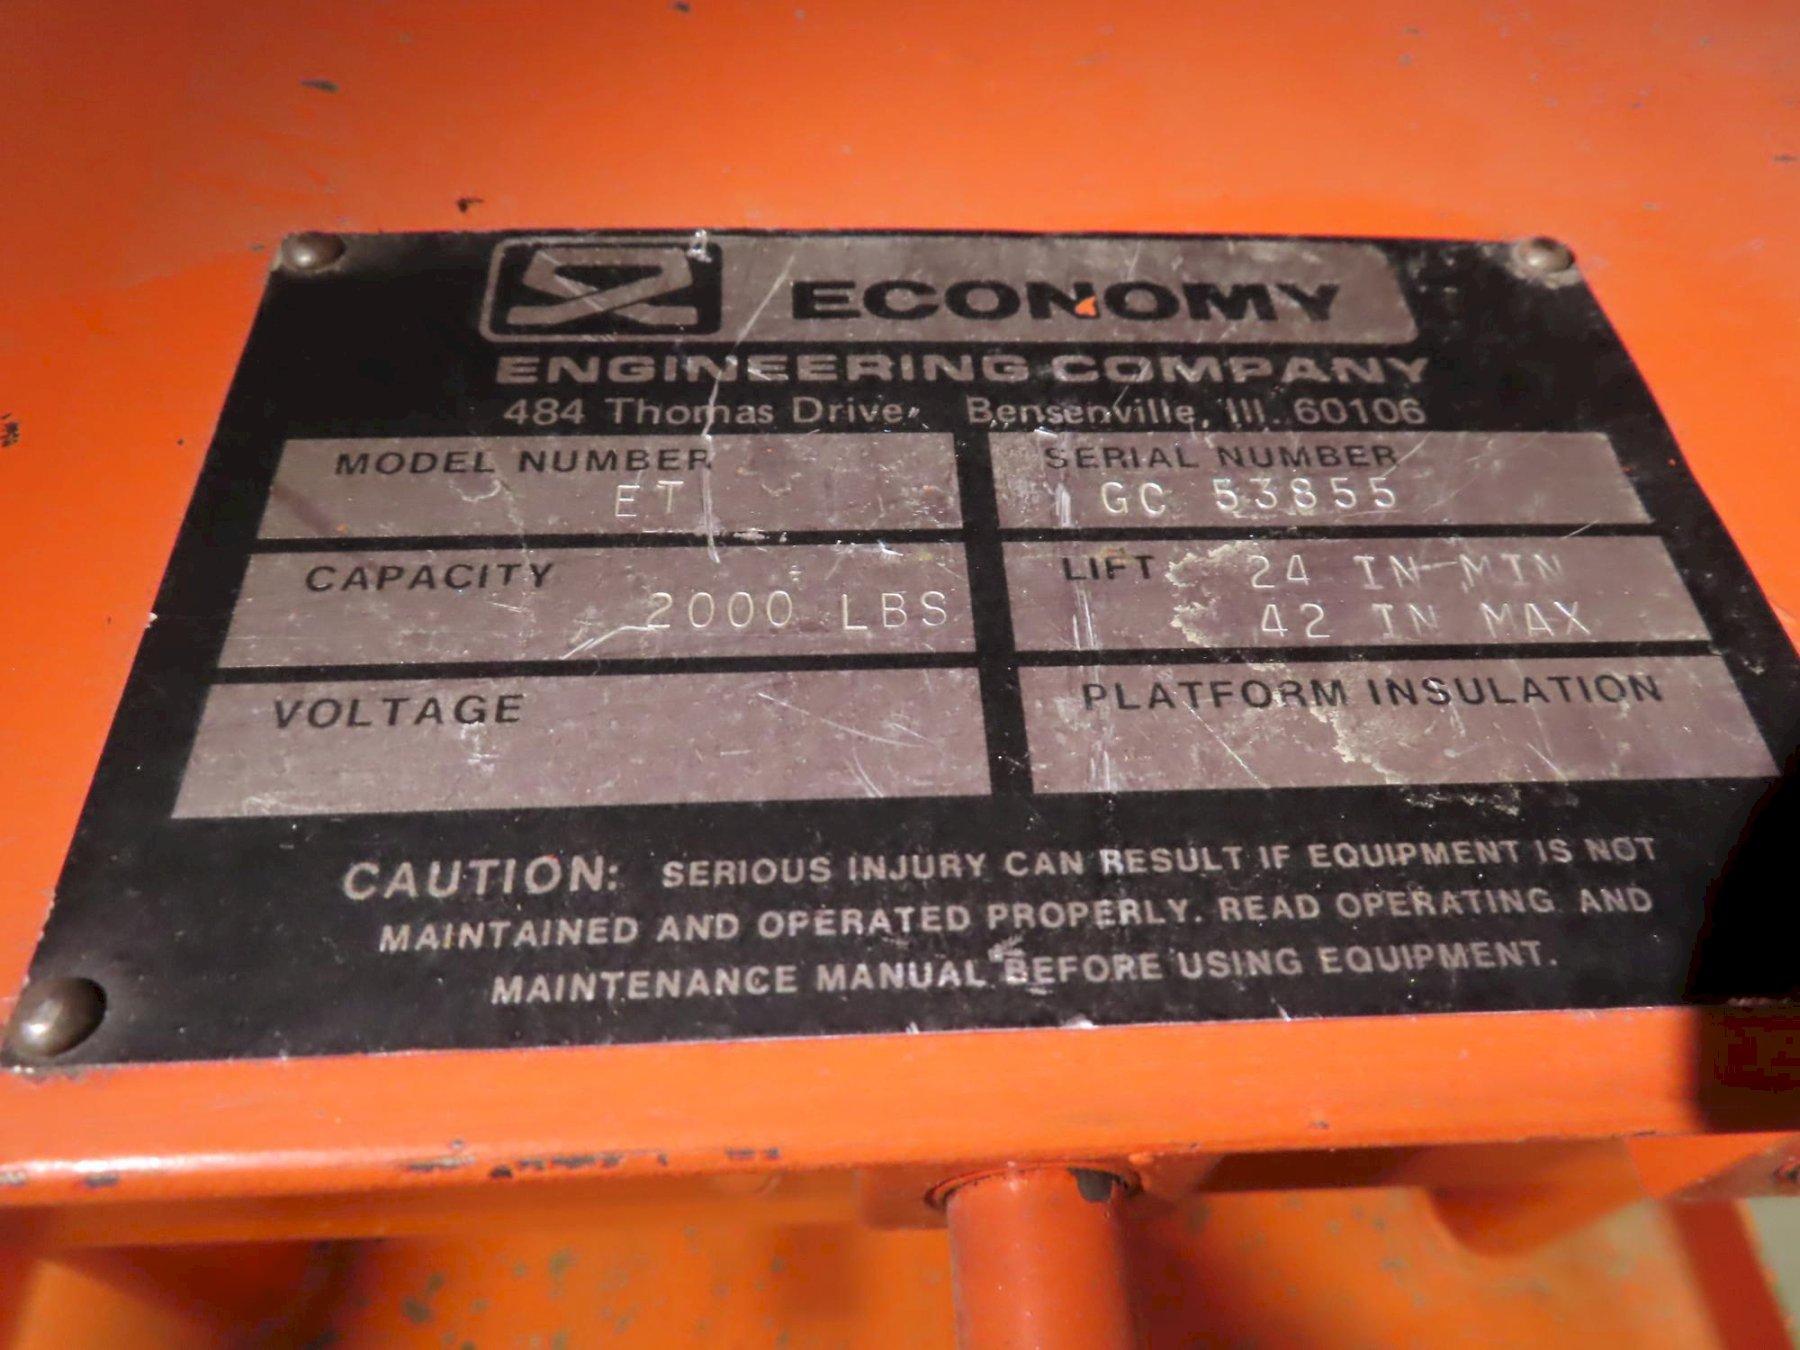 ECONOMY
ENGINEERING COMPANY
484 Thomas Drive, Bensenville, Ill. 60106
MODEL NUMBER
ET
SERIAL NUMBER
GC 53855
CAPACITY
2000 LBS
LIFT 24 IN MIN
42 IN MAX
VOLTAGE
PLATFORM INSULATION
CAUTION: SERIOUS INJURY CAN RESULT IF EQUIPMENT IS NOT
MAINTAINED AND OPERATED PROPERLY. READ OPERATING AND
MAINTENANCE MANUAL BEFORE USING EQUIPMENT.